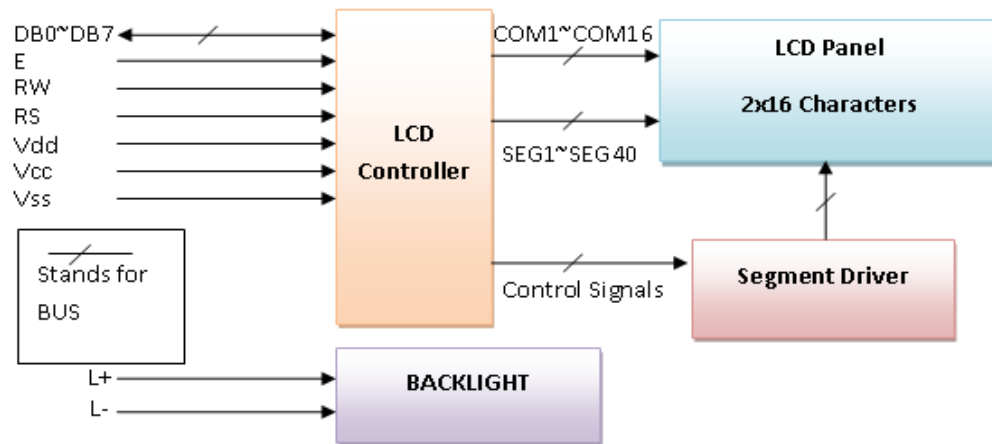 DB0~DB7
E
RW
RS
Vdd
Vcc
Vss
LCD
Controller
COM1~COM16
SEG1~SEG40
LCD Panel
2x16 Characters
Control Signals
Segment Driver
Stands for
BUS
L+
L-
BACKLIGHT